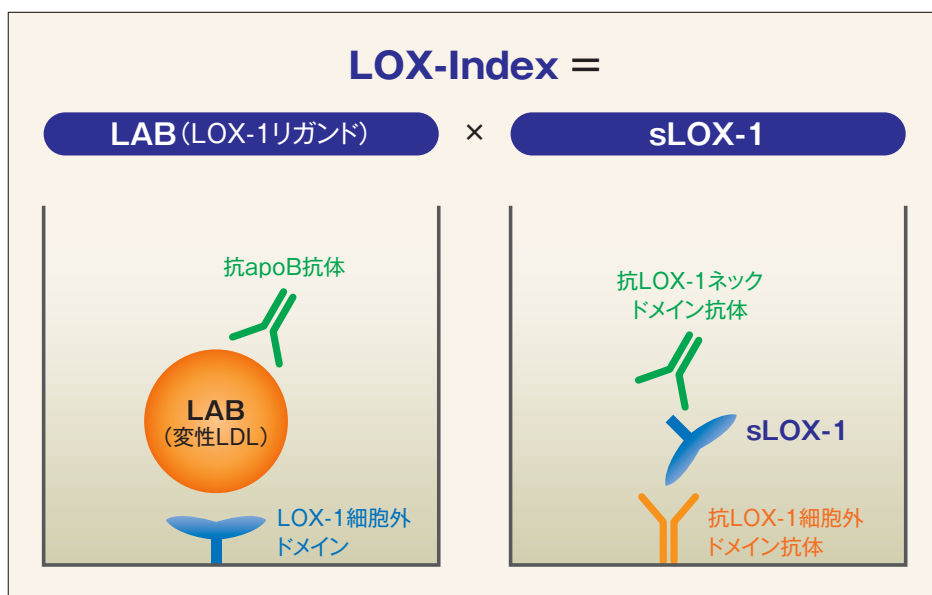 LOX-Index =
LAB(LOX-1リガンド)
×
sLOX-1
抗apoB抗体
LAB
(変性LDL)
LOX-1細胞外
ドメイン
抗LOX-1ネック
ドメイン抗体
sLOX-1
抗LOX-1細胞外
ドメイン抗体